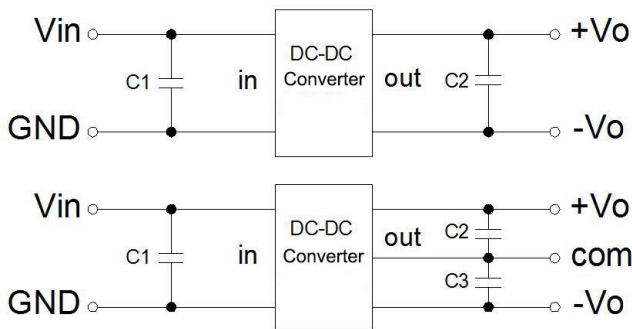 Vin
+Vo
DC-DC
Converter
C1
in
out
C2
GND
-Vo
Vin
+Vo
DC-DC
Converter
C1
in
out
C2
com
C3
GND
-Vo